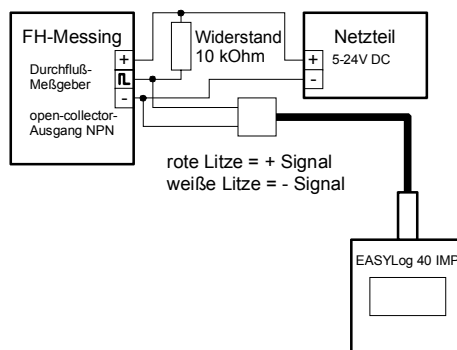 FH-Messing
+
Durchfluß-
Meßgeber
-
open-collector-
Ausgang NPN
Widerstand
10 kOhm
Netzteil
+
5-24V DC
-
rote Litze = + Signal
weiße Litze = - Signal
EASYLog 40 IMP